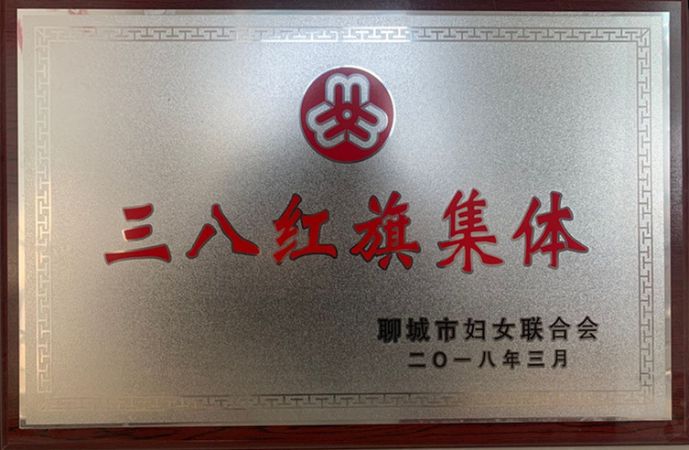 三八红旗集体
聊城市妇女联合会
二〇一八年三月